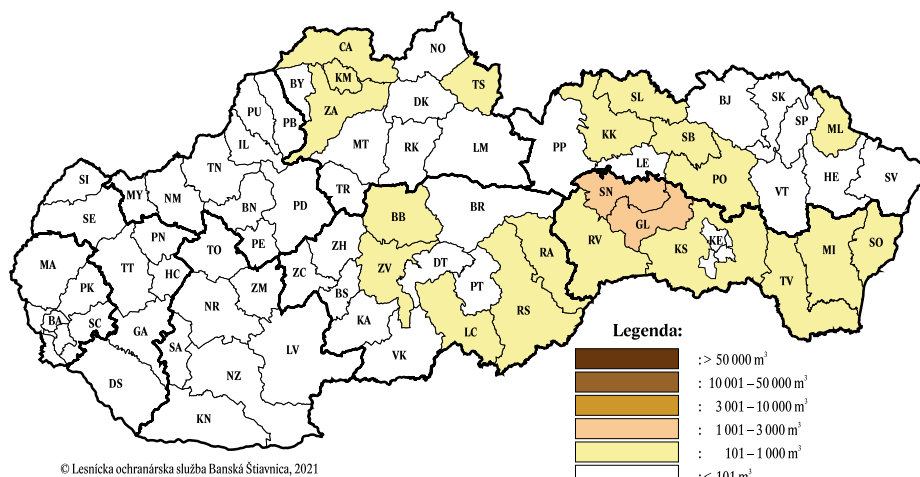 NO
CA
BY
KM
TS
SL
BJ
SK
PU
ZA
DK
SP
ML
PB
KK
SB
IL
MT
RK
LM
PP
LE
TN
HE
SV
SI
TR
PO
VT
MY
NM
BN
PD
SN
SE
BB
BR
GL
PN
TO
PE
ZH
RV
KS
KE
MI
SO
MA
TT
HC
ZC
ZV
DT
RA
TV
PK
NR
ZM
BS
PT
BA
SC
GA
KA
LC
RS
SA
LV
VK
DS
NZ
KN
Legenda:
:> 50 000 m³
: 10 001 – 50 000 m³
: 3 001 – 10 000 m³
: 1 001 – 3 000 m³
: 101 – 1 000 m³
:< 101 m³
© Lesnícka ochranárska služba Banská Štiavnica, 2021